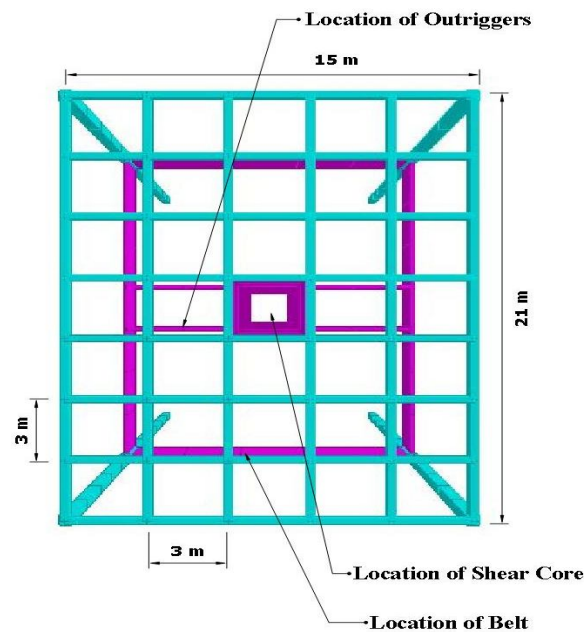 Location of Outriggers
15 m
21 m
3 m
3 m
Location of Shear Core
Location of Belt